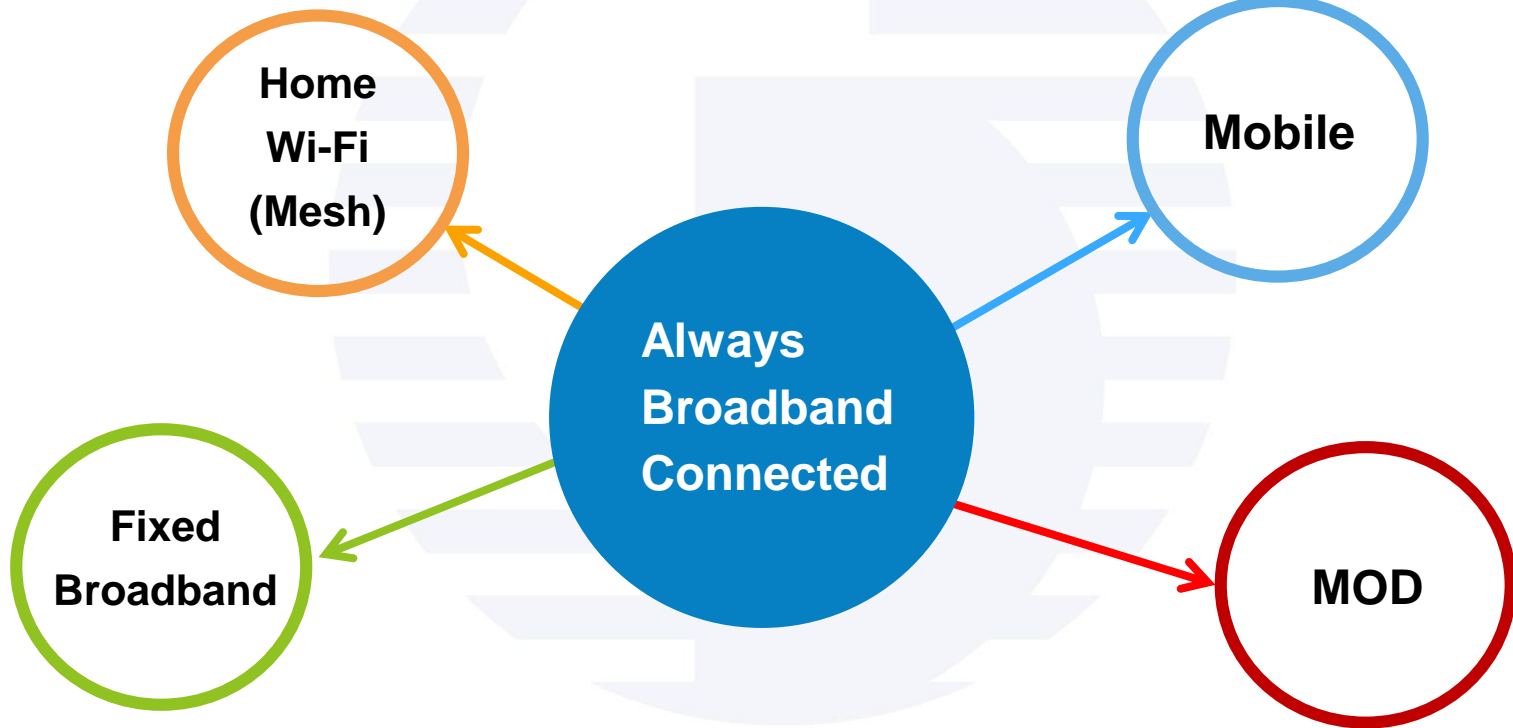 Home
Wi-Fi
(Mesh)
Mobile
Always
Broadband
Connected
Fixed
Broadband
MOD